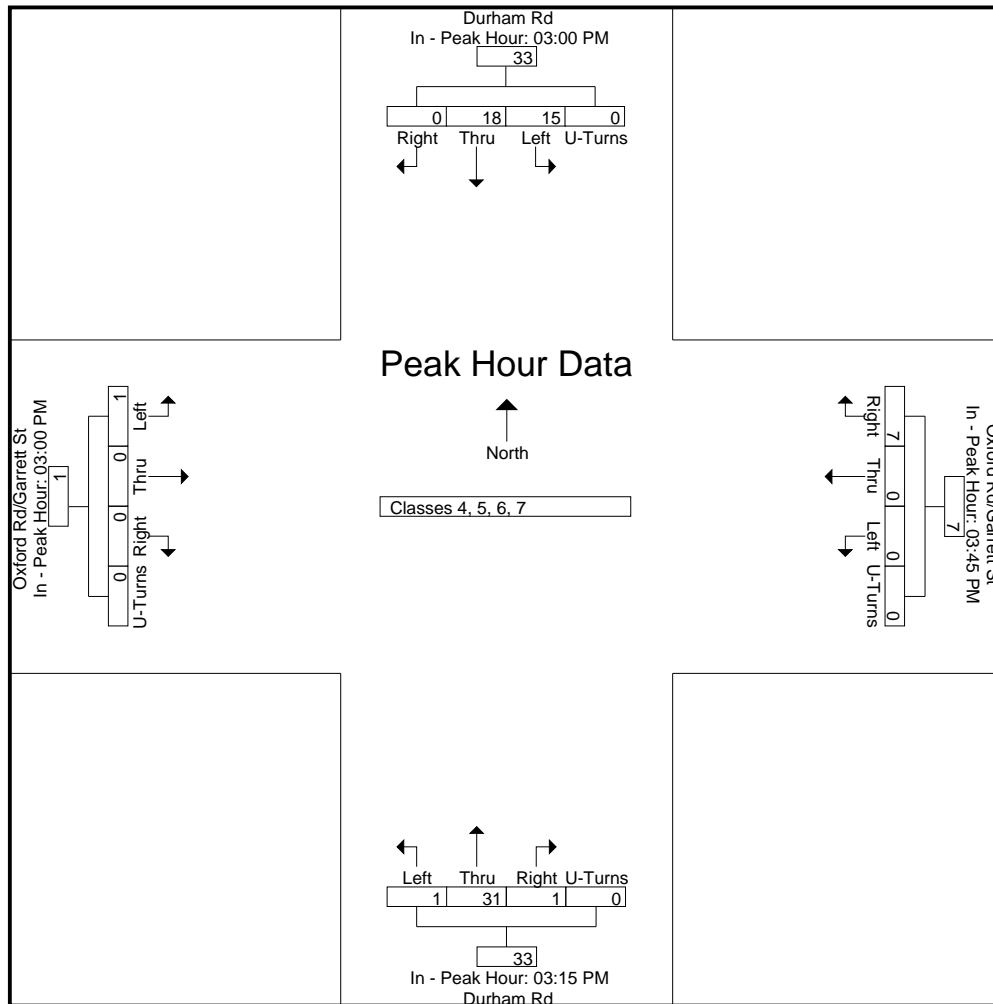 Durham Rd
In - Peak Hour: 03:00 PM
33
0 18 15 0
Right Thru Left U-Turns
Peak Hour Data
North
Classes 4, 5, 6, 7
Oxford Rd/Garrett St
In - Peak Hour: 03:00 PM
1
1 0 0 0
Left Thru Right U-Turns
Right Thru Left U-Turns
7 0 0 0
7
In - Peak Hour: 03:45 PM
Oxford Rd/Garrett St
Left Thru Right U-Turns
1 31 1 0
33
In - Peak Hour: 03:15 PM
Durham Rd